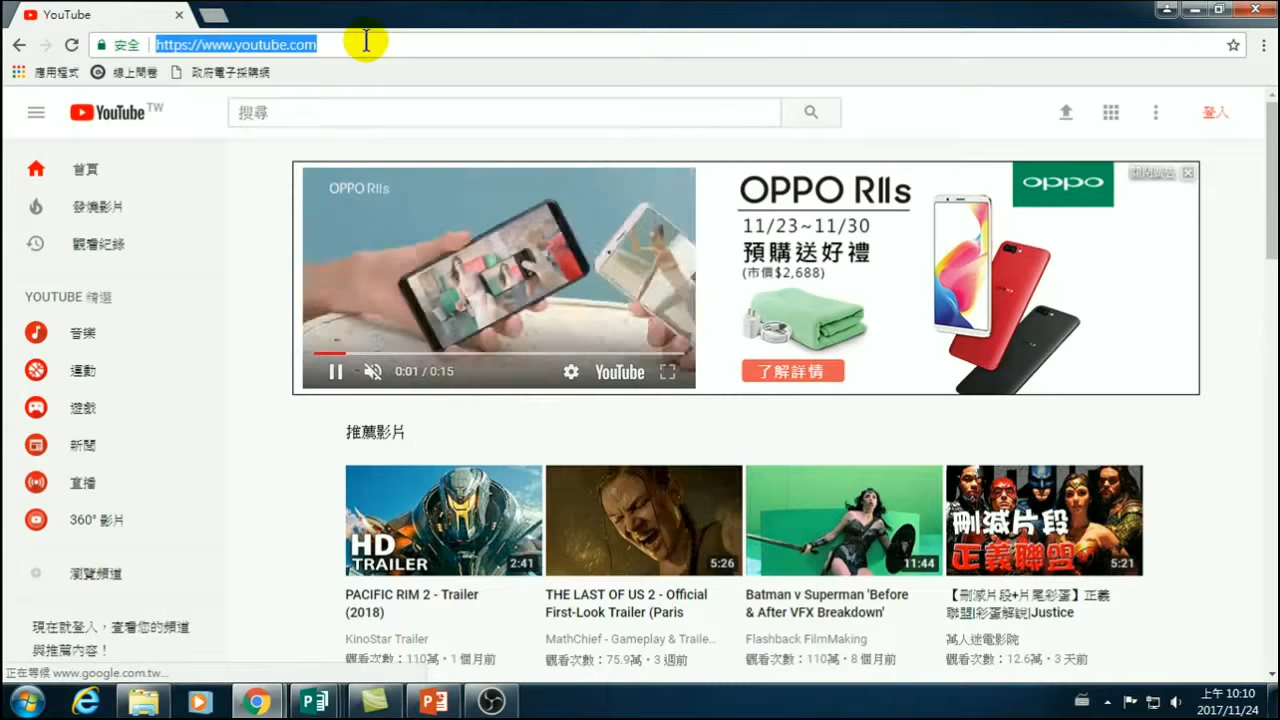 YouTube
安全
https://www.youtube.com
應用程式
線上問卷
政府電子採購網
YouTube TW
搜尋
登入
首頁
發燒影片
觀看紀錄
YOUTUBE 精選
音樂
運動
遊戲
新聞
直播
360° 影片
瀏覽頻道
現在就登入，查看您的頻道
與推薦內容！
OPPO R11s
0:01 / 0:15
YouTube
OPPO R11s
11/23~11/30
預購送好禮
(市價$2,688)
了解詳情
oppo
推薦影片
HD
TRAILER
2:41
PACIFIC RIM 2 - Trailer
(2018)
KinoStar Trailer
觀看次數：110萬 • 1 個月前
5:26
THE LAST OF US 2 - Official
First-Look Trailer (Paris
MathChief - Gameplay & Traile...
觀看次數：75.9萬 • 3 週前
11:44
Batman v Superman 'Before
& After VFX Breakdown'
Flashback FilmMaking
觀看次數：110萬 • 8 個月前
刪減片段
正義聯盟
5:21
【刪減片段+片尾彩蛋】正義
聯盟|彩蛋解說|Justice
萬人迷電影院
觀看次數：12.6萬 • 3 天前
正在等候 www.google.com.tw...
上午 10:10
2017/11/24